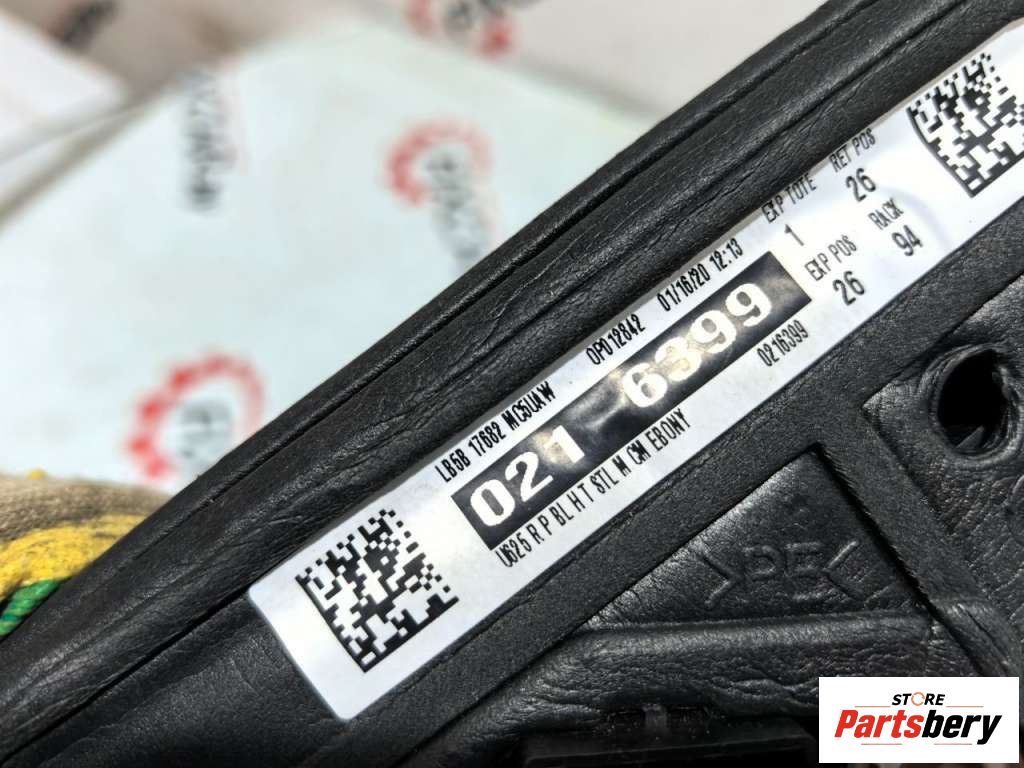 LB5B 17682 MC5UAW OP012842 01/16/20 12:13
021 6399
U625 R P BL H T STL M CM EBONY 0216399
EXP TOTE RET POS
1 26
EXP POS RACK
26 94
>PE<
STORE
Partsbery